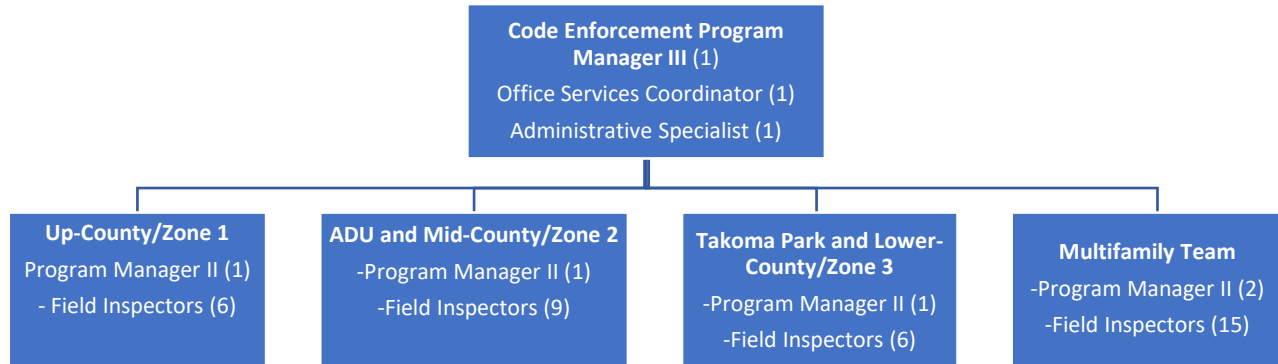 Code Enforcement Program
Manager III (1)
Office Services Coordinator (1)
Administrative Specialist (1)
Up-County/Zone 1
Program Manager II (1)
- Field Inspectors (6)
ADU and Mid-County/Zone 2
-Program Manager II (1)
-Field Inspectors (9)
Takoma Park and Lower-
County/Zone 3
-Program Manager II (1)
-Field Inspectors (6)
Multifamily Team
-Program Manager II (2)
-Field Inspectors (15)